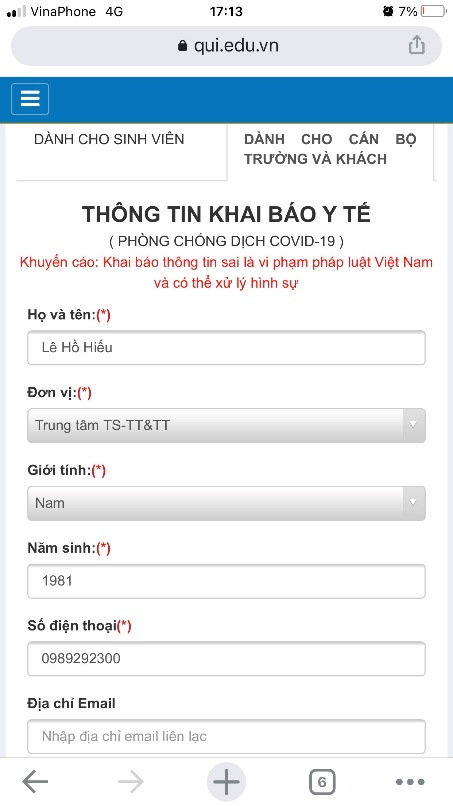 VinaPhone 4G 17:13 7%
qui.edu.vn
DÀNH CHO SINH VIÊN
DÀNH CHO CÁN BỘ
TRƯỜNG VÀ KHÁCH
THÔNG TIN KHAI BÁO Y TẾ
( PHÒNG CHỐNG DỊCH COVID-19 )
Khuyến cáo: Khai báo thông tin sai là vi phạm pháp luật Việt Nam
và có thể xử lý hình sự
Họ và tên:(*)
Lê Hồ Hiếu
Đơn vị:(*)
Trung tâm TS-TT&TT
Giới tính:(*)
Nam
Năm sinh:(*)
1981
Số điện thoại(*)
0989292300
Địa chỉ Email
Nhập địa chỉ email liên lạc
6